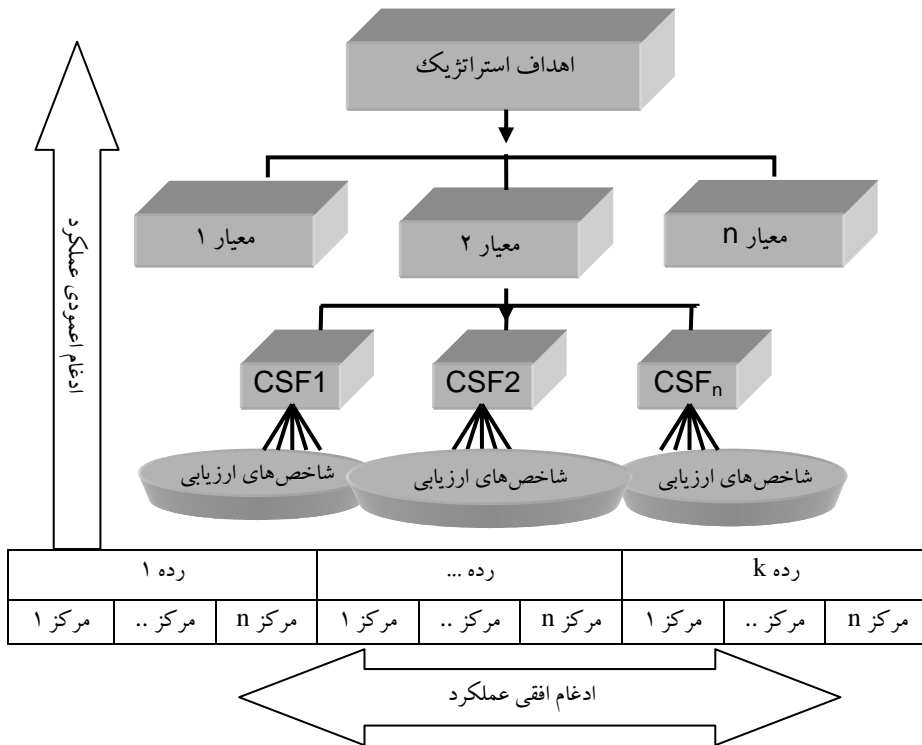 اهداف استراتژیک
معیار ۱
معیار ۲
معیار n
CSF1
CSF2
CSFn
شاخص‌های ارزیابی
شاخص‌های ارزیابی
شاخص‌های ارزیابی
ادغام اعمودی عملکرد
رده ۱
رده ...
رده k
مرکز ۱
مرکز ..
مرکز n
مرکز ۱
مرکز ..
مرکز n
مرکز ۱
مرکز ..
مرکز n
ادغام افقی عملکرد